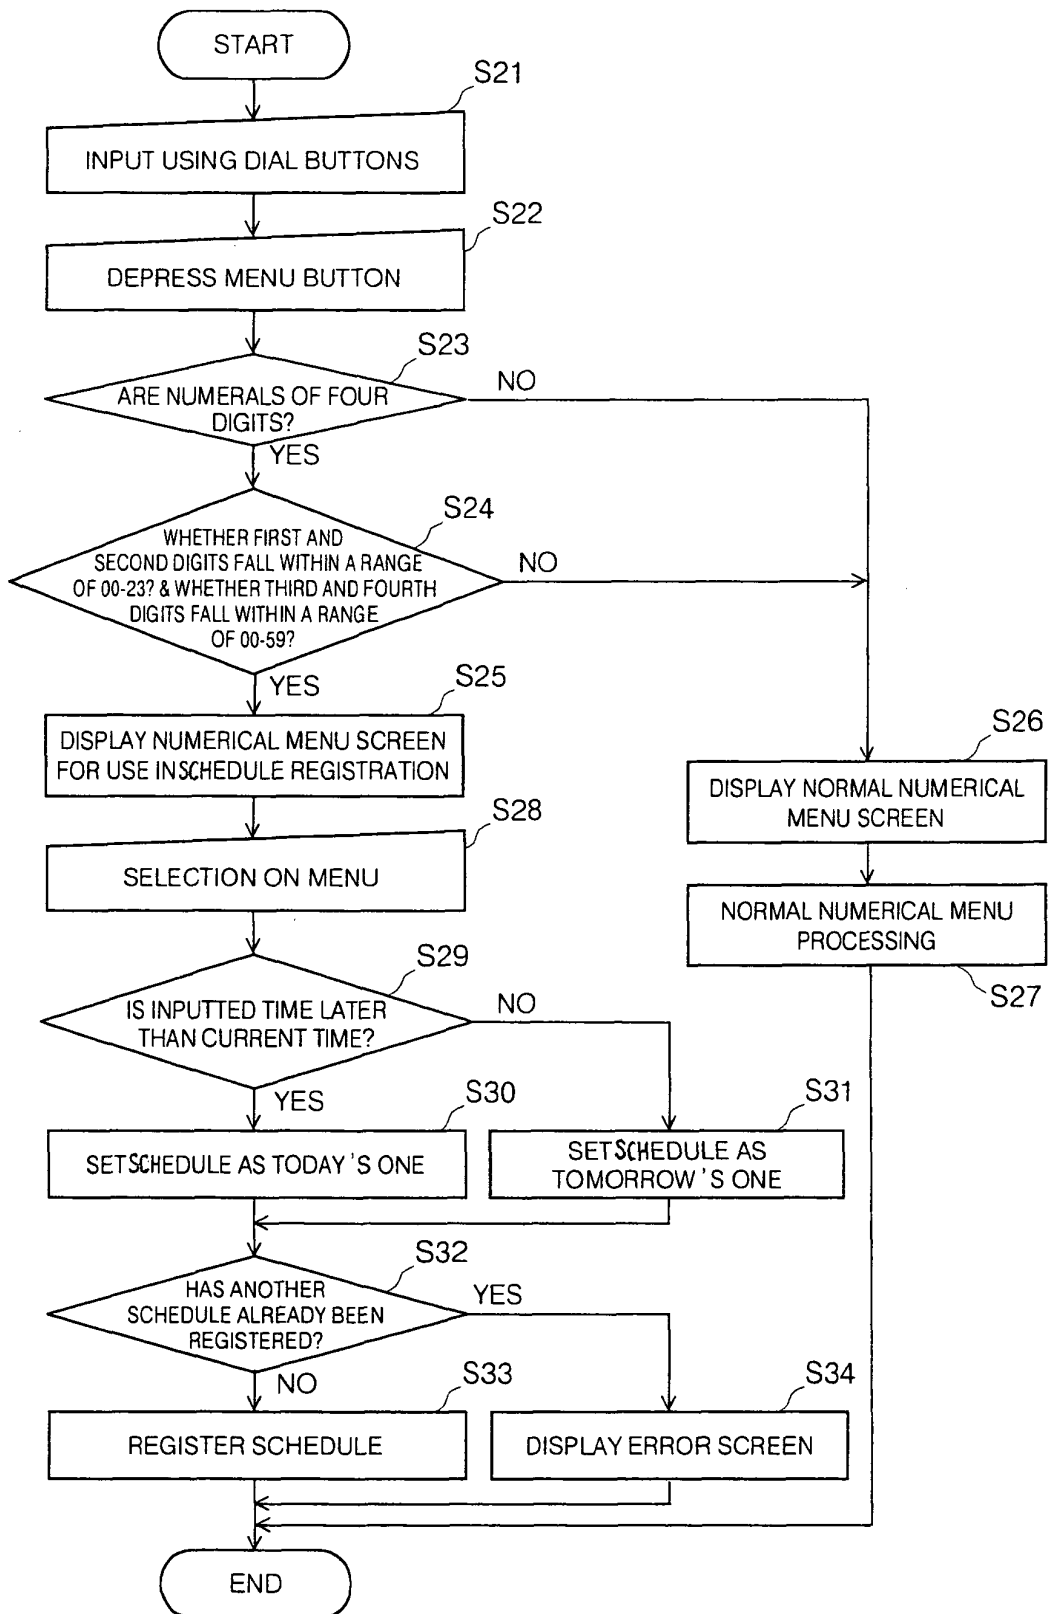 START
S21
INPUT USING DIAL BUTTONS
S22
DEPRESS MENU BUTTON
S23
ARE NUMERALS OF FOUR
DIGITS?
NO
YES
S24
WHETHER FIRST AND
SECOND DIGITS FALL WITHIN A RANGE
OF 00-23? & WHETHER THIRD AND FOURTH
DIGITS FALL WITHIN A RANGE
OF 00-59?
NO
YES
S25
DISPLAY NUMERICAL MENU SCREEN
FOR USE INSCHEDULE REGISTRATION
S26
DISPLAY NORMAL NUMERICAL
MENU SCREEN
S28
SELECTION ON MENU
NORMAL NUMERICAL MENU
PROCESSING
S27
S29
IS INPUTTED TIME LATER
THAN CURRENT TIME?
NO
YES
S30
SETSCHEDULE AS TODAY'S ONE
S31
SETSCHEDULE AS
TOMORROW'S ONE
S32
HAS ANOTHER
SCHEDULE ALREADY BEEN
REGISTERED?
YES
NO
S33
REGISTER SCHEDULE
S34
DISPLAY ERROR SCREEN
END